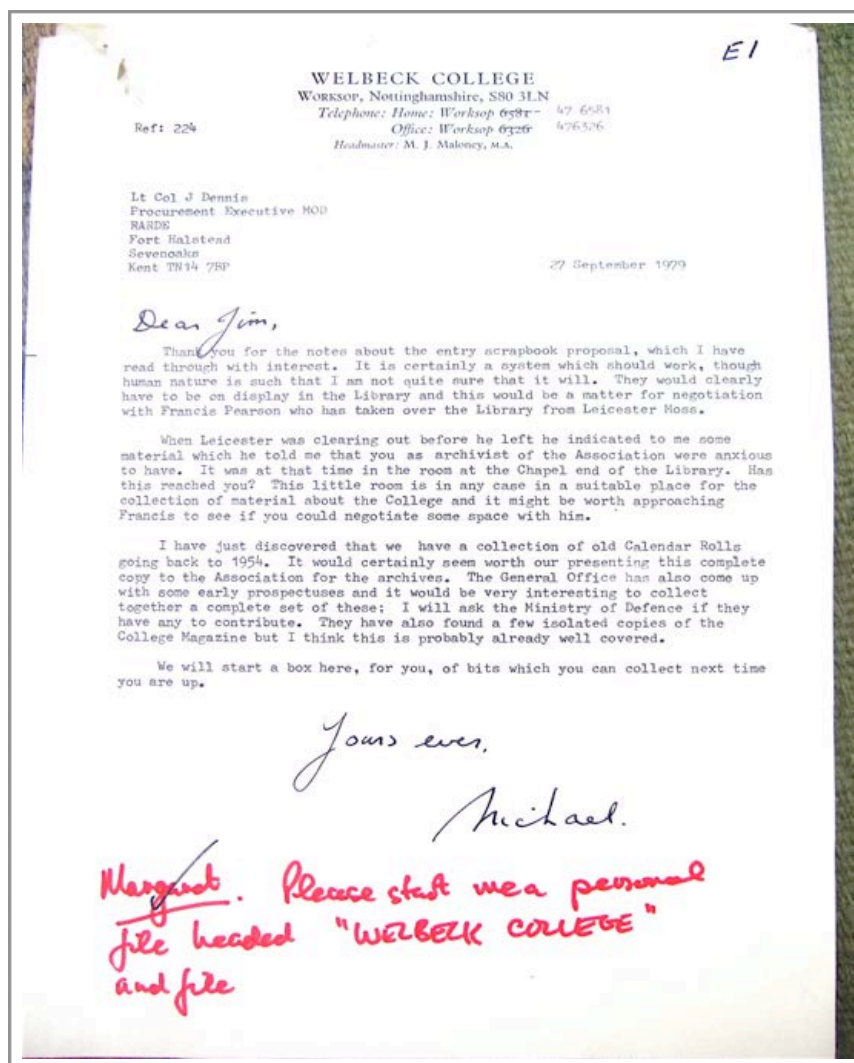 E1
WELBECK COLLEGE
WORKSOP, Nottinghamshire, S80 3LN
Telephone: Home: Worksop 6581 47 6581
Office: Worksop 6326 476326
Headmaster: M. J. Maloney, M.A.
Ref: 224
Lt Col J Dennis
Procurement Executive MOD
RARDE
Fort Halstead
Sevenoaks
Kent TN14 7BP
27 September 1979
Dear Jim,
Thank you for the notes about the entry scrapbook proposal, which I have
read through with interest. It is certainly a system which should work, though
human nature is such that I am not quite sure that it will. They would clearly
have to be on display in the Library and this would be a matter for negotiation
with Francis Pearson who has taken over the Library from Leicester Moss.
When Leicester was clearing out before he left he indicated to me some
material which he told me that you as archivist of the Association were anxious
to have. It was at that time in the room at the Chapel end of the Library. Has
this reached you? This little room is in any case in a suitable place for the
collection of material about the College and it might be worth approaching
Francis to see if you could negotiate some space with him.
I have just discovered that we have a collection of old Calendar Rolls
going back to 1954. It would certainly seem worth our presenting this complete
copy to the Association for the archives. The General Office has also come up
with some early prospectuses and it would be very interesting to collect
together a complete set of these; I will ask the Ministry of Defence if they
have any to contribute. They have also found a few isolated copies of the
College Magazine but I think this is probably already well covered.
We will start a box here, for you, of bits which you can collect next time
you are up.
Yours ever,
Michael.
Margaret. Please start me a personal
file headed "WELBECK COLLEGE"
and file